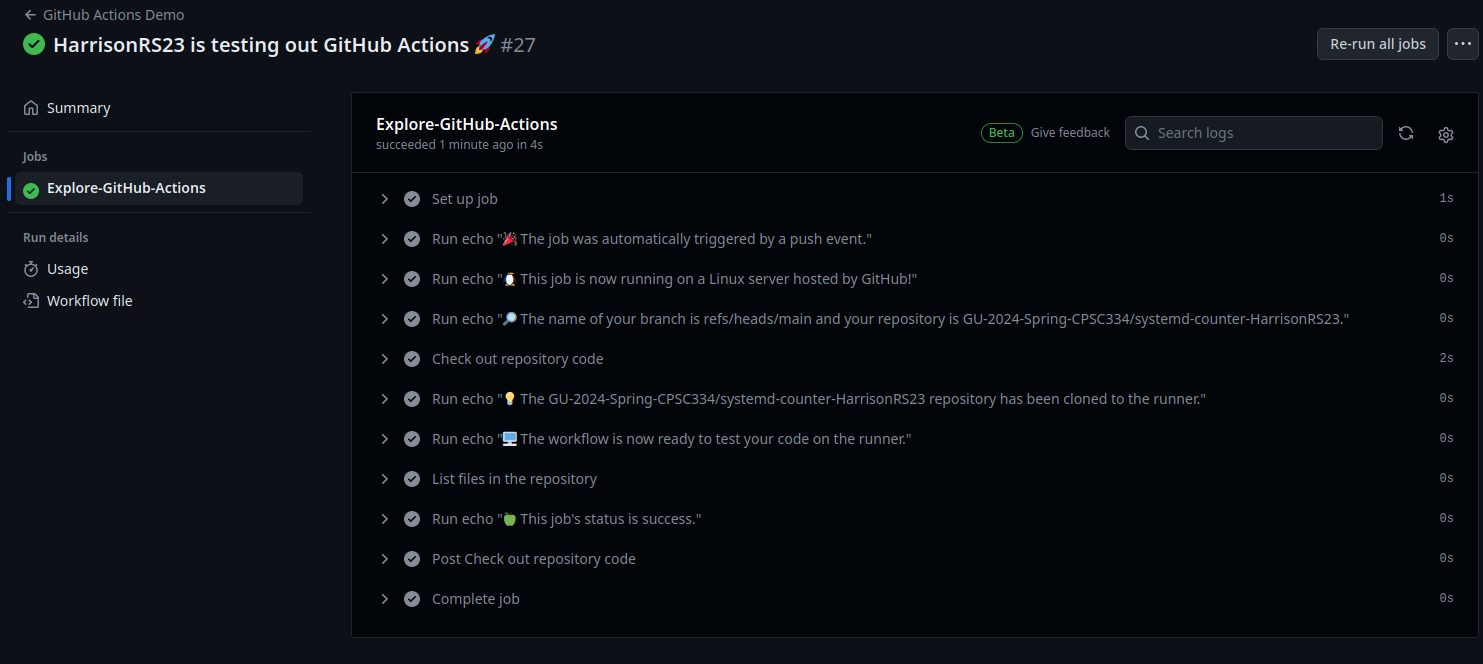 ← GitHub Actions Demo
HarrisonRS23 is testing out GitHub Actions 🚀 #27
Re-run all jobs
Summary
Jobs
Explore-GitHub-Actions
Run details
Usage
Workflow file
Explore-GitHub-Actions
succeeded 1 minute ago in 4s
Beta Give feedback
Search logs
Set up job 1s
Run echo "🎉 The job was automatically triggered by a push event." 0s
Run echo "🐧 This job is now running on a Linux server hosted by GitHub!" 0s
Run echo "🔎 The name of your branch is refs/heads/main and your repository is GU-2024-Spring-CPSC334/systemd-counter-HarrisonRS23." 0s
Check out repository code 2s
Run echo "💡 The GU-2024-Spring-CPSC334/systemd-counter-HarrisonRS23 repository has been cloned to the runner." 0s
Run echo "🖥️ The workflow is now ready to test your code on the runner." 0s
List files in the repository 0s
Run echo "🍏 This job's status is success." 0s
Post Check out repository code 0s
Complete job 0s